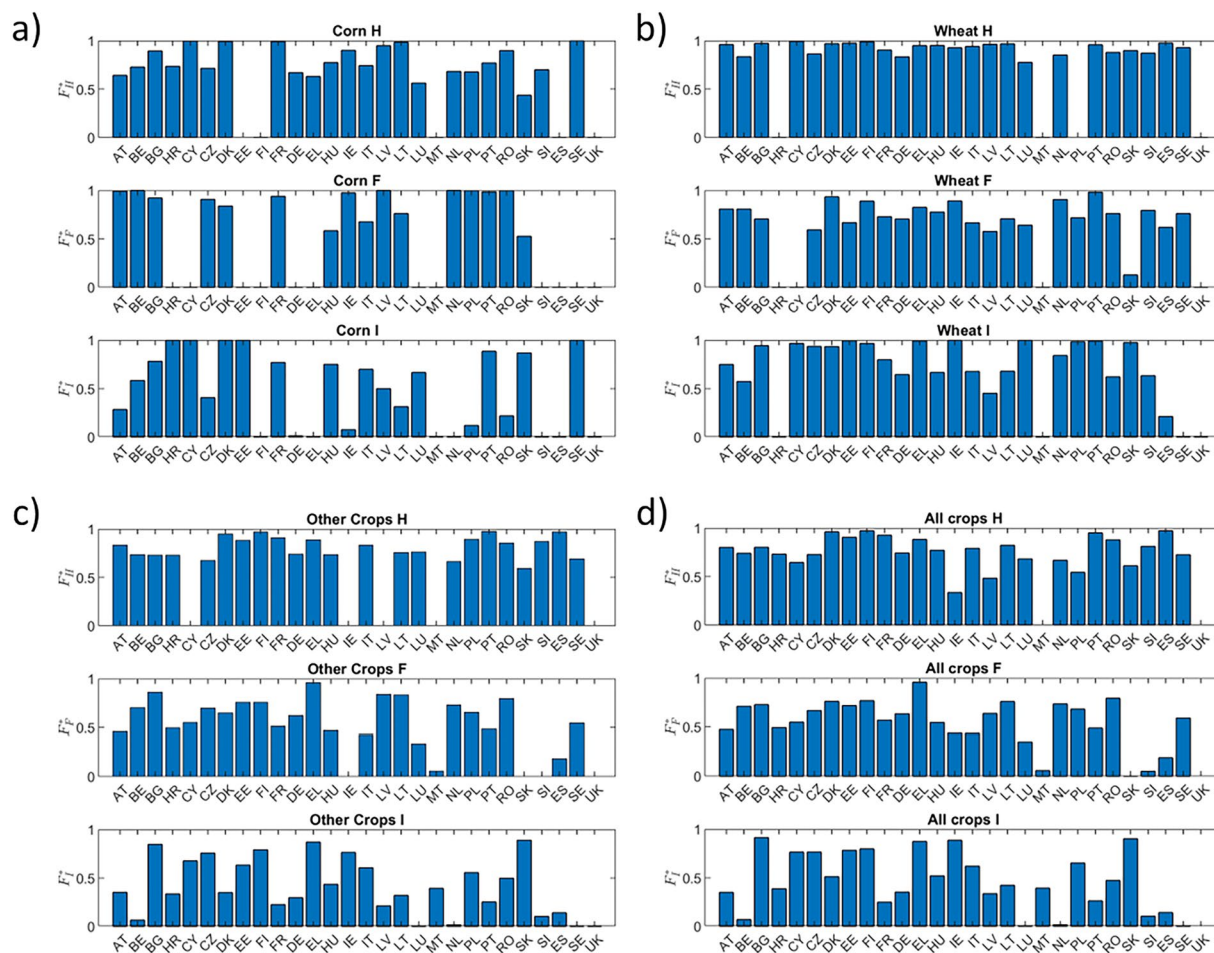 a)
Corn H
F*H
1
0.5
0
AT BE BG HR CY CZ DK EE FI FR DE EL HU IE IT LV LT LU MT NL PL PT RO SK SI ES SE UK
Corn F
F*F
1
0.5
0
AT BE BG HR CY CZ DK EE FI FR DE EL HU IE IT LV LT LU MT NL PL PT RO SK SI ES SE UK
Corn I
F*I
1
0.5
0
AT BE BG HR CY CZ DK EE FI FR DE EL HU IE IT LV LT LU MT NL PL PT RO SK SI ES SE UK
b)
Wheat H
F*H
1
0.5
0
AT BE BG HR CY CZ DK EE FI FR DE EL HU IE IT LV LT LU MT NL PL PT RO SK SI ES SE UK
Wheat F
F*F
1
0.5
0
AT BE BG HR CY CZ DK EE FI FR DE EL HU IE IT LV LT LU MT NL PL PT RO SK SI ES SE UK
Wheat I
F*I
1
0.5
0
AT BE BG HR CY CZ DK EE FI FR DE EL HU IE IT LV LT LU MT NL PL PT RO SK SI ES SE UK
c)
Other Crops H
F*H
1
0.5
0
AT BE BG HR CY CZ DK EE FI FR DE EL HU IE IT LV LT LU MT NL PL PT RO SK SI ES SE UK
Other Crops F
F*F
1
0.5
0
AT BE BG HR CY CZ DK EE FI FR DE EL HU IE IT LV LT LU MT NL PL PT RO SK SI ES SE UK
Other Crops I
F*I
1
0.5
0
AT BE BG HR CY CZ DK EE FI FR DE EL HU IE IT LV LT LU MT NL PL PT RO SK SI ES SE UK
d)
All crops H
F*H
1
0.5
0
AT BE BG HR CY CZ DK EE FI FR DE EL HU IE IT LV LT LU MT NL PL PT RO SK SI ES SE UK
All crops F
F*F
1
0.5
0
AT BE BG HR CY CZ DK EE FI FR DE EL HU IE IT LV LT LU MT NL PL PT RO SK SI ES SE UK
All crops I
F*I
1
0.5
0
AT BE BG HR CY CZ DK EE FI FR DE EL HU IE IT LV LT LU MT NL PL PT RO SK SI ES SE UK